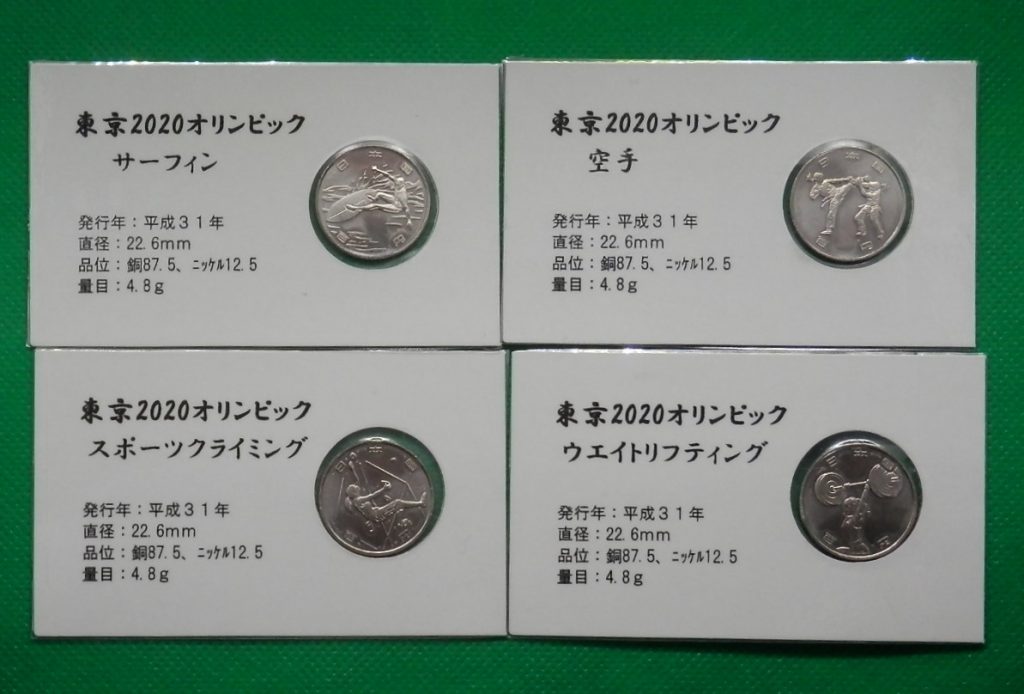 東京2020オリンピック
サーフィン
発行年：平成３１年
直径：22.6mm
品位：銅87.5、ﾆｯｹﾙ12.5
量目：4.8ｇ
東京2020オリンピック
空手
発行年：平成３１年
直径：22.6mm
品位：銅87.5、ﾆｯｹﾙ12.5
量目：4.8ｇ
日本国
百円
東京2020オリンピック
スポーツクライミング
発行年：平成３１年
直径：22.6mm
品位：銅87.5、ﾆｯｹﾙ12.5
量目：4.8ｇ
東京2020オリンピック
ウエイトリフティング
発行年：平成３１年
直径：22.6mm
品位：銅87.5、ﾆｯｹﾙ12.5
量目：4.8ｇ